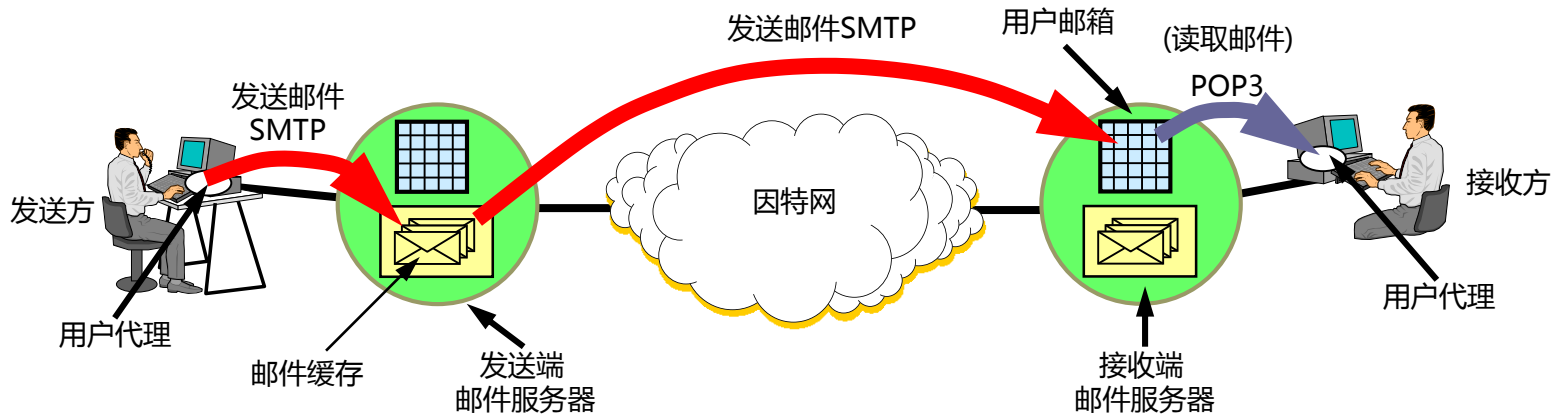 发送邮件SMTP
用户邮箱
(读取邮件)
POP3
发送邮件
SMTP
发送方
因特网
接收方
用户代理
用户代理
邮件缓存
发送端
邮件服务器
接收端
邮件服务器